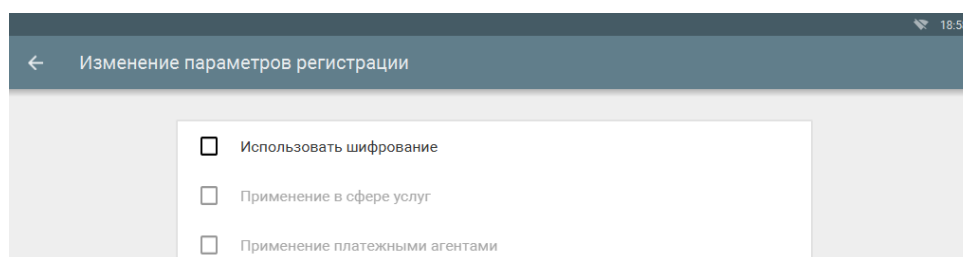 18:5
Изменение параметров регистрации
Использовать шифрование
Применение в сфере услуг
Применение платежными агентами